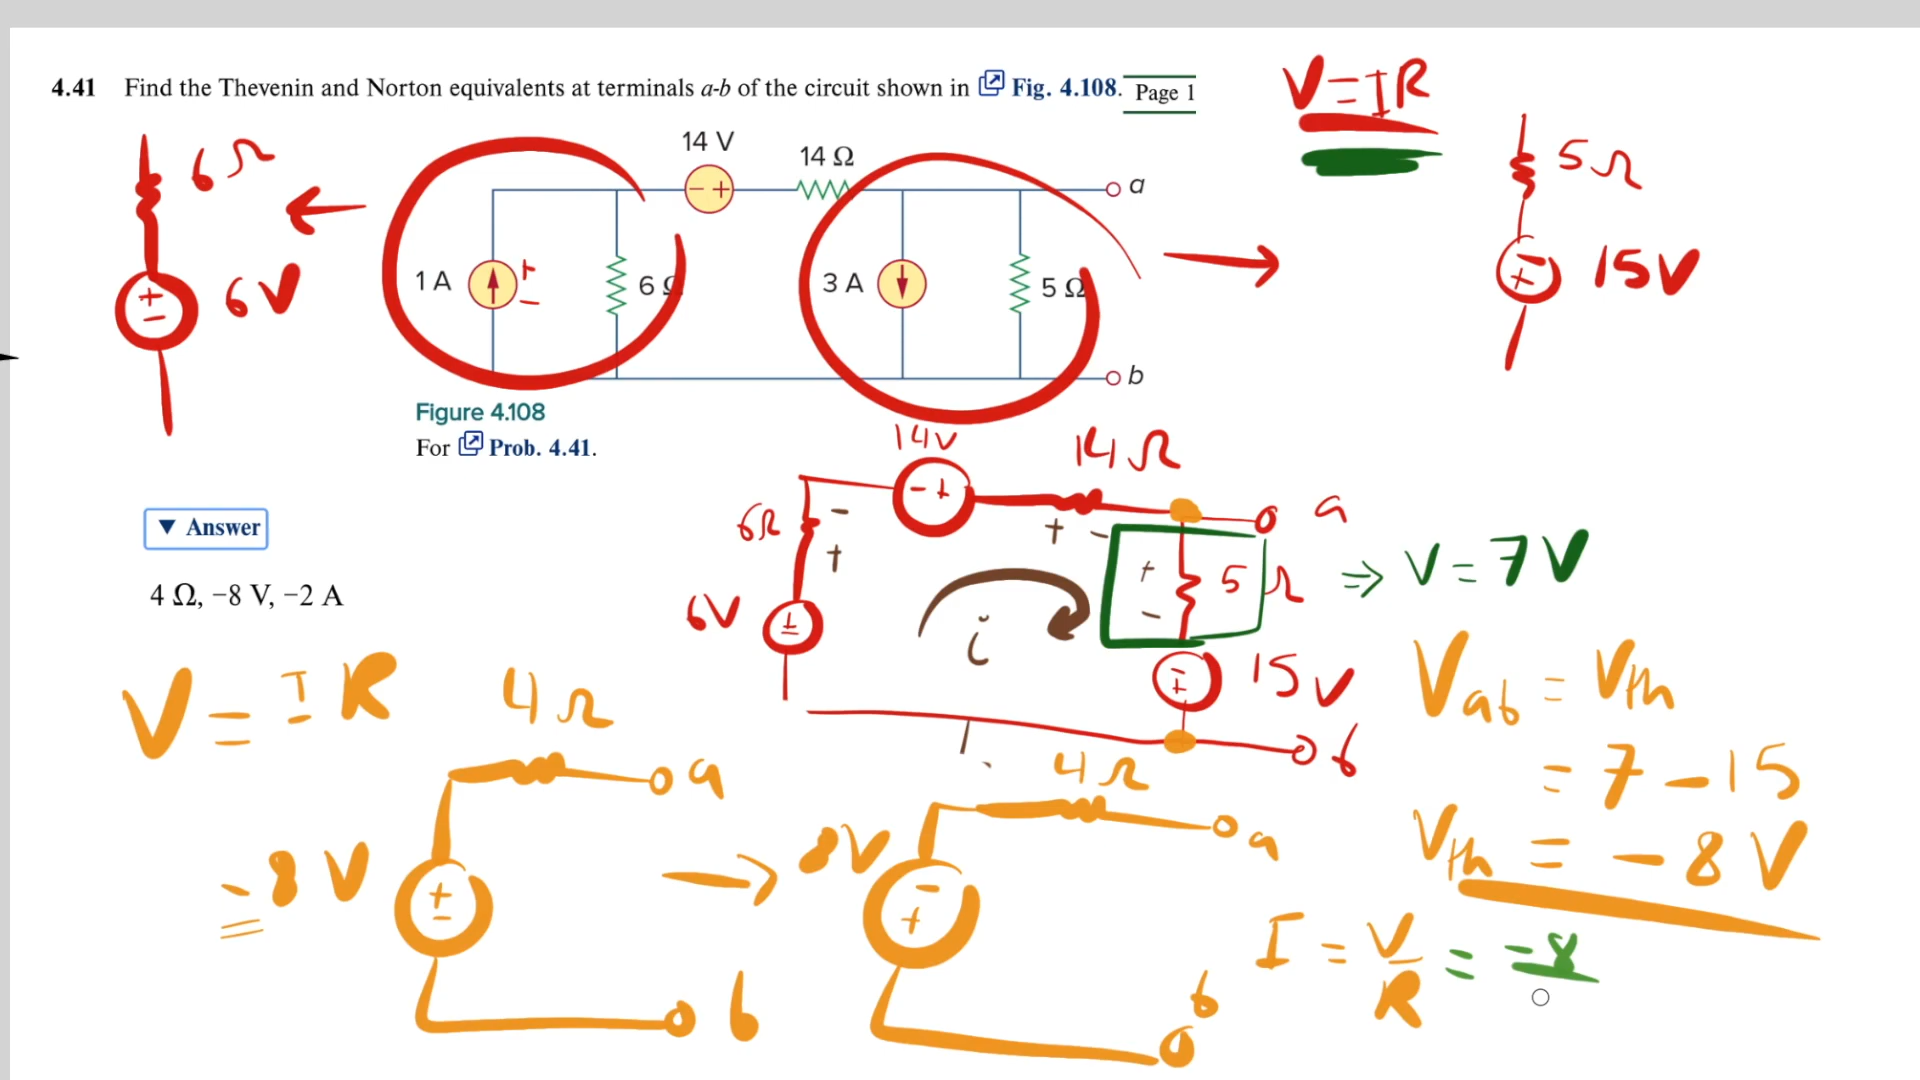 4.41 Find the Thevenin and Norton equivalents at terminals a-b of the circuit shown in Fig. 4.108. Page 1
V = IR
6Ω
5Ω
14 V
14 Ω
a
1 A
+
−
6 Ω
3 A
5 Ω
− +
+
−
6V
−
+
15V
b
Figure 4.108
For Prob. 4.41.
14V
14Ω
− +
a
6Ω
−
+
+ −
▼ Answer
4 Ω, −8 V, −2 A
+
−
5Ω
⇒ V = 7V
6V
+
−
i
−
+
15V
Vab = Vth
b
= 7 − 15
Vth = − 8V
V = IR
4Ω
a
−8V
+
−
b
→
4Ω
8V
a
−
+
b
I = V/R = −8